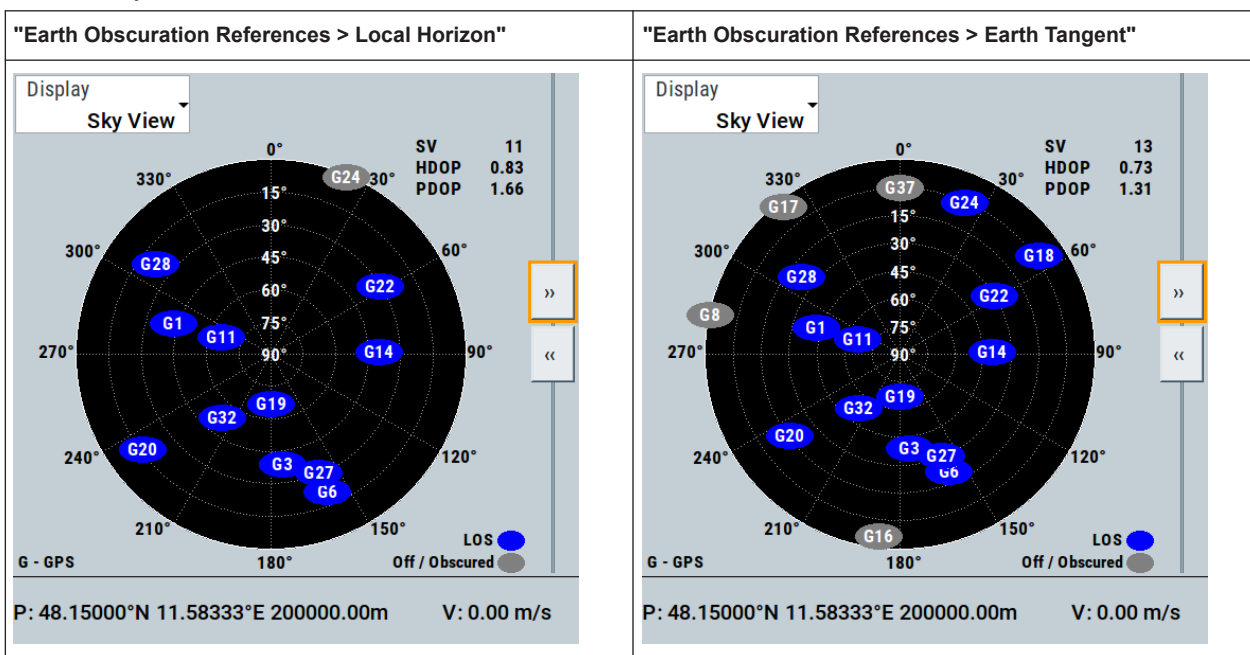 "Earth Obscuration References > Local Horizon"
Display
Sky View
SV 11
HDOP 0.83
PDOP 1.66
0°
G24
30°
330°
15°
30°
300°
60°
G28
45°
G22
60°
G1
75°
G11
270°
90°
G14
90°
G19
G32
G20
240°
G3
G27
120°
G6
210°
150°
LOS
G - GPS
180°
Off / Obscured
››
‹‹
P: 48.15000°N 11.58333°E 200000.00m V: 0.00 m/s
"Earth Obscuration References > Earth Tangent"
Display
Sky View
SV 13
HDOP 0.73
PDOP 1.31
0°
330°
G37
30°
G17
G24
15°
30°
300°
G18
60°
G28
45°
G22
60°
G8
G1
75°
G11
270°
90°
G14
90°
G19
G32
G20
240°
G3
G27
120°
G6
210°
G16
150°
LOS
G - GPS
180°
Off / Obscured
››
‹‹
P: 48.15000°N 11.58333°E 200000.00m V: 0.00 m/s